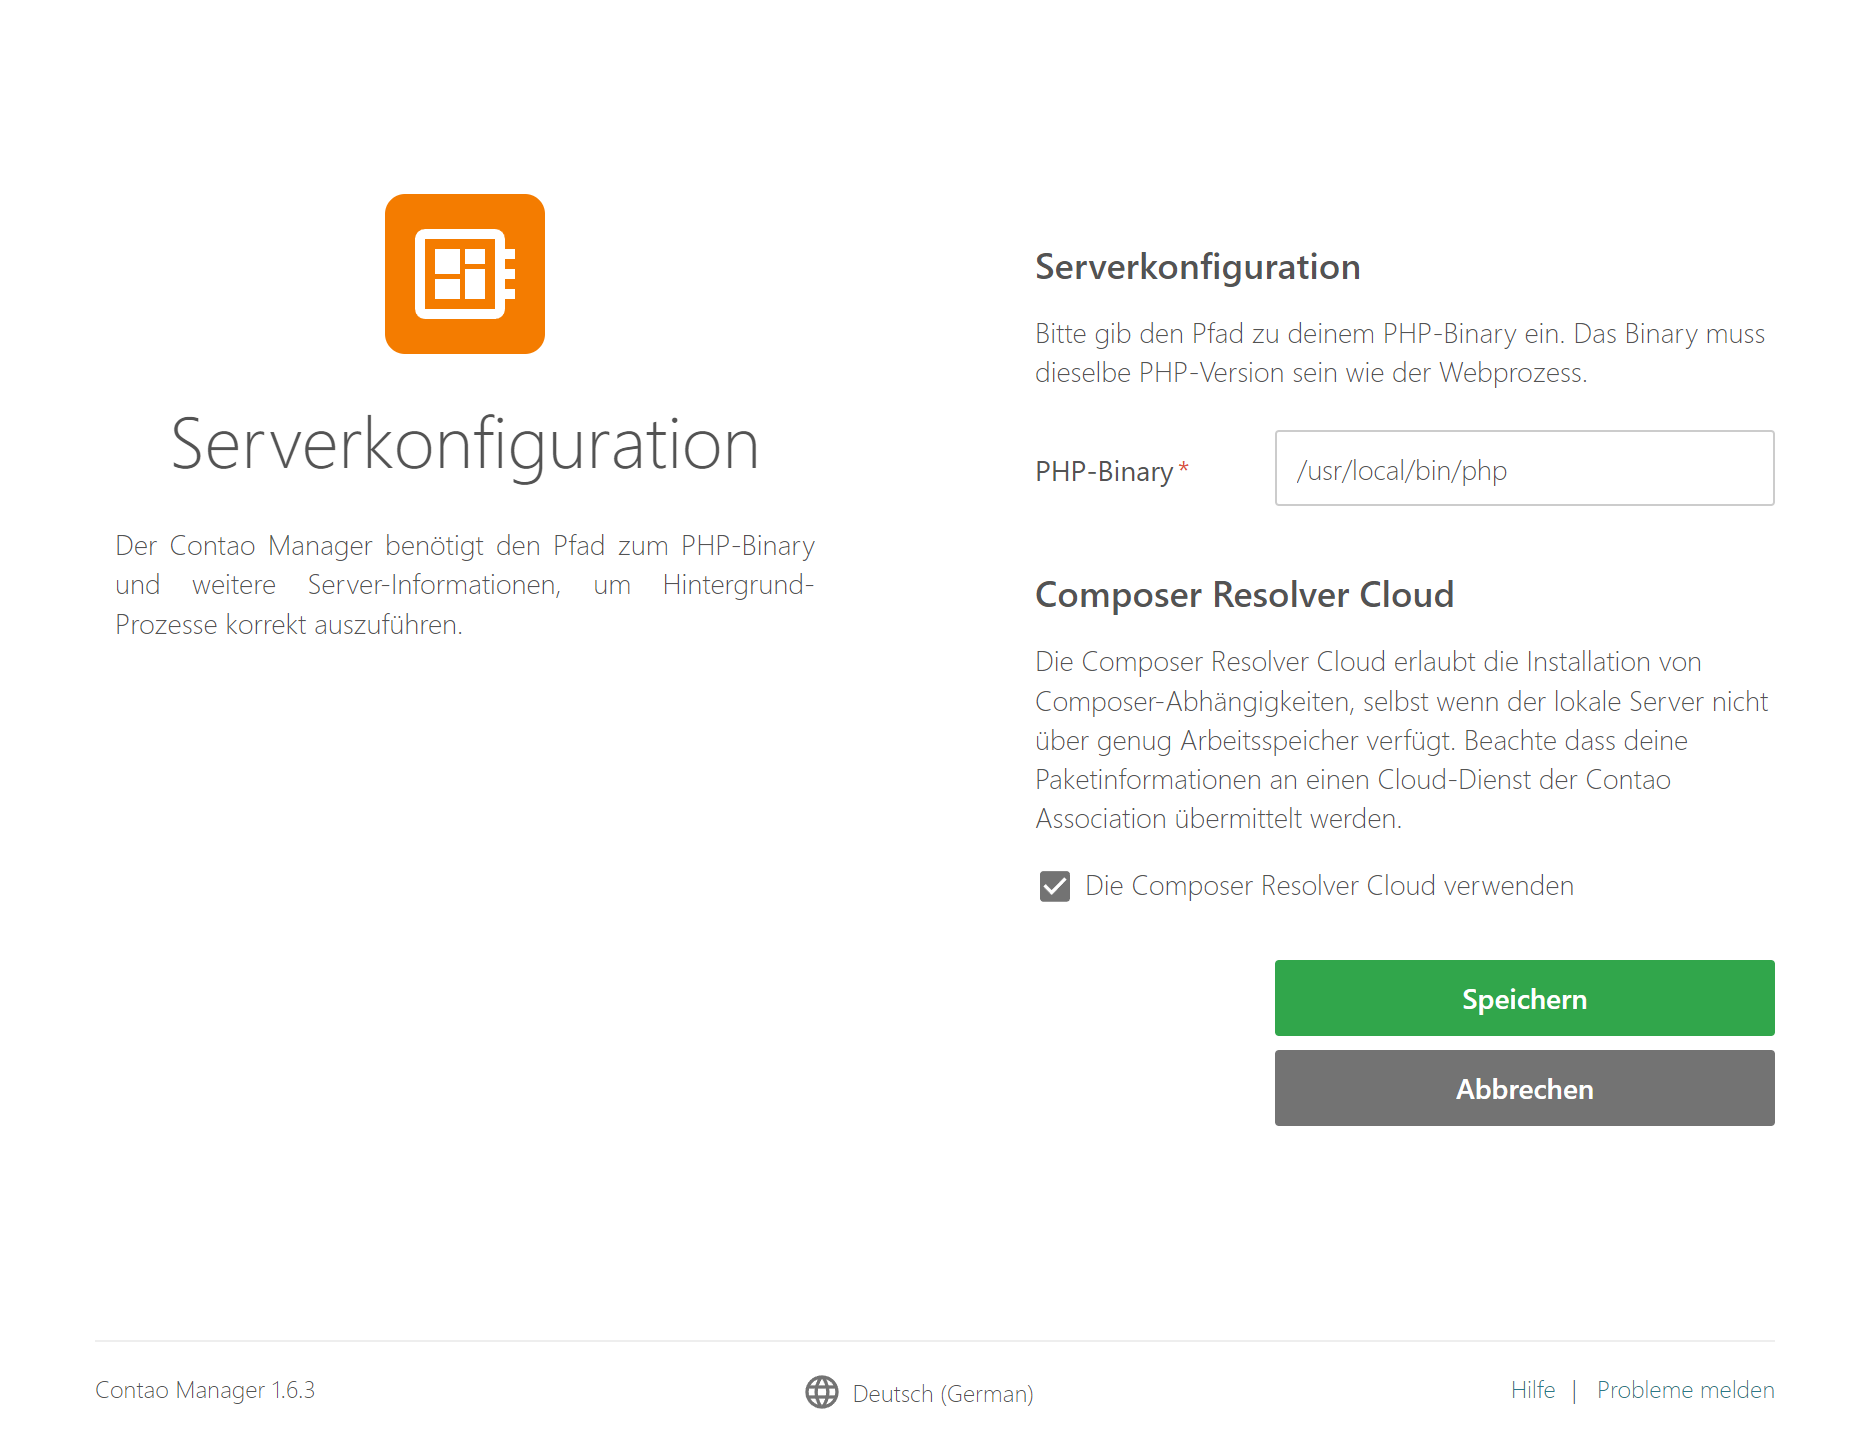 Serverkonfiguration
Der Contao Manager benötigt den Pfad zum PHP-Binary
und weitere Server-Informationen, um Hintergrund-
Prozesse korrekt auszuführen.
Serverkonfiguration
Bitte gib den Pfad zu deinem PHP-Binary ein. Das Binary muss
dieselbe PHP-Version sein wie der Webprozess.
PHP-Binary *
/usr/local/bin/php
Composer Resolver Cloud
Die Composer Resolver Cloud erlaubt die Installation von
Composer-Abhängigkeiten, selbst wenn der lokale Server nicht
über genug Arbeitsspeicher verfügt. Beachte dass deine
Paketinformationen an einen Cloud-Dienst der Contao
Association übermittelt werden.
Die Composer Resolver Cloud verwenden
Speichern
Abbrechen
Contao Manager 1.6.3
Deutsch (German)
Hilfe | Probleme melden